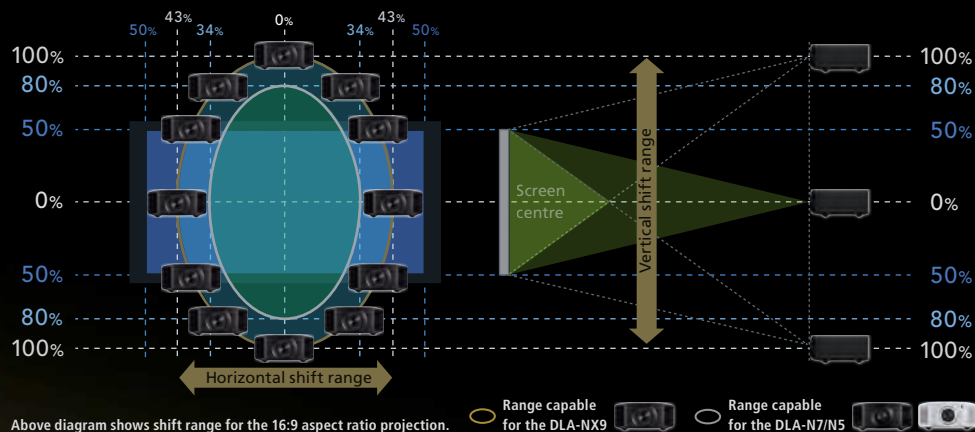 43% 0% 43%
50% 34% 34% 50%
100% 100%
80% 80%
50% 50%
Screen
centre
0% 0%
Vertical shift range
50% 50%
80% 80%
100% 100%
Horizontal shift range
Above diagram shows shift range for the 16:9 aspect ratio projection.
Range capable
for the DLA-NX9
Range capable
for the DLA-N7/N5